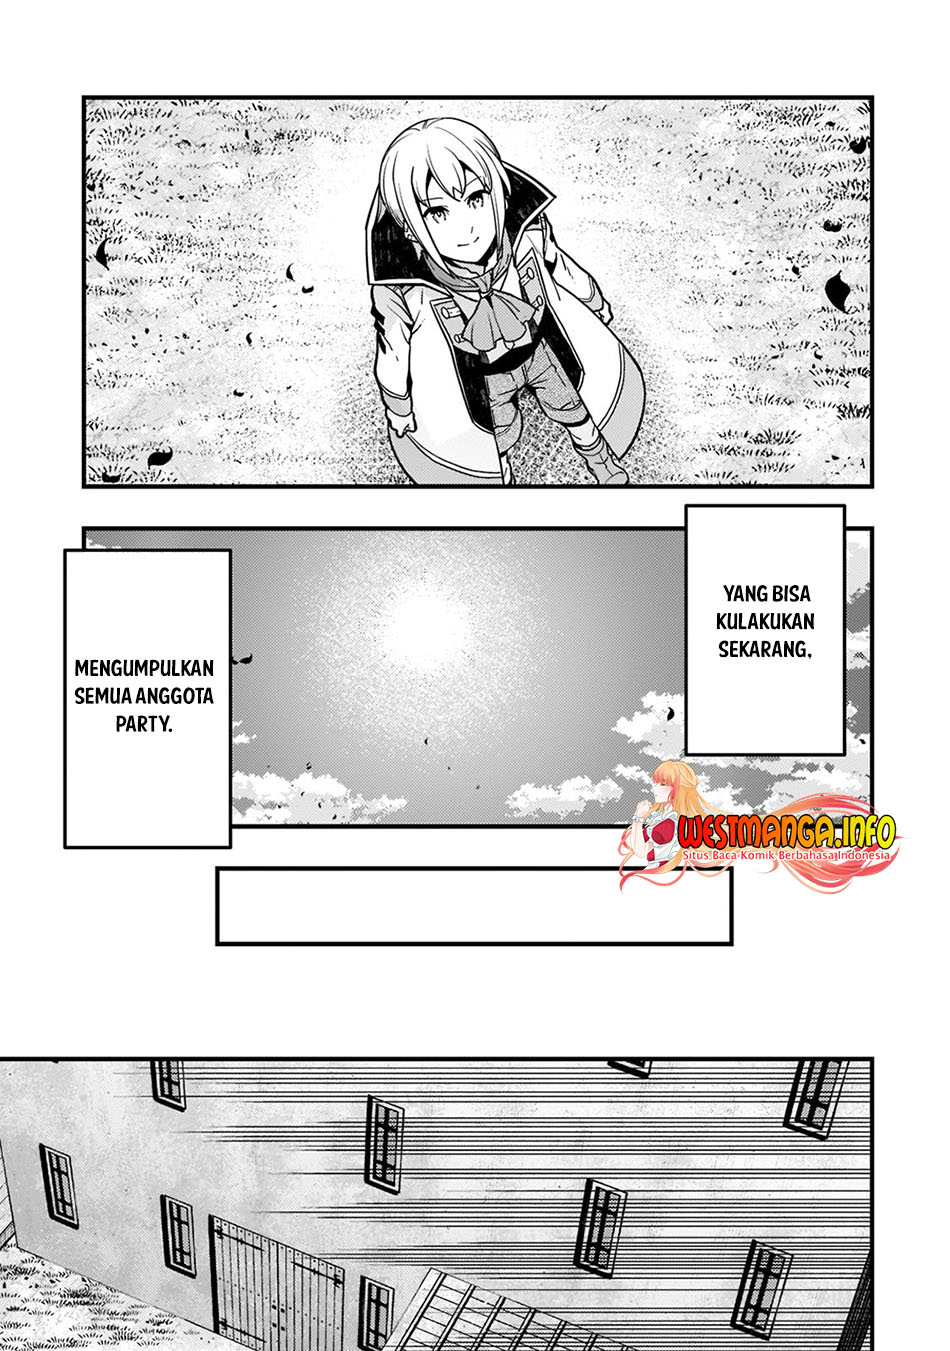 YANG BISA
KULAKUKAN
SEKARANG,
MENGUMPULKAN
SEMUA ANGGOTA
PARTY.
WESTMANGA.INFO
Situs Baca Komik Berbahasa Indonesia